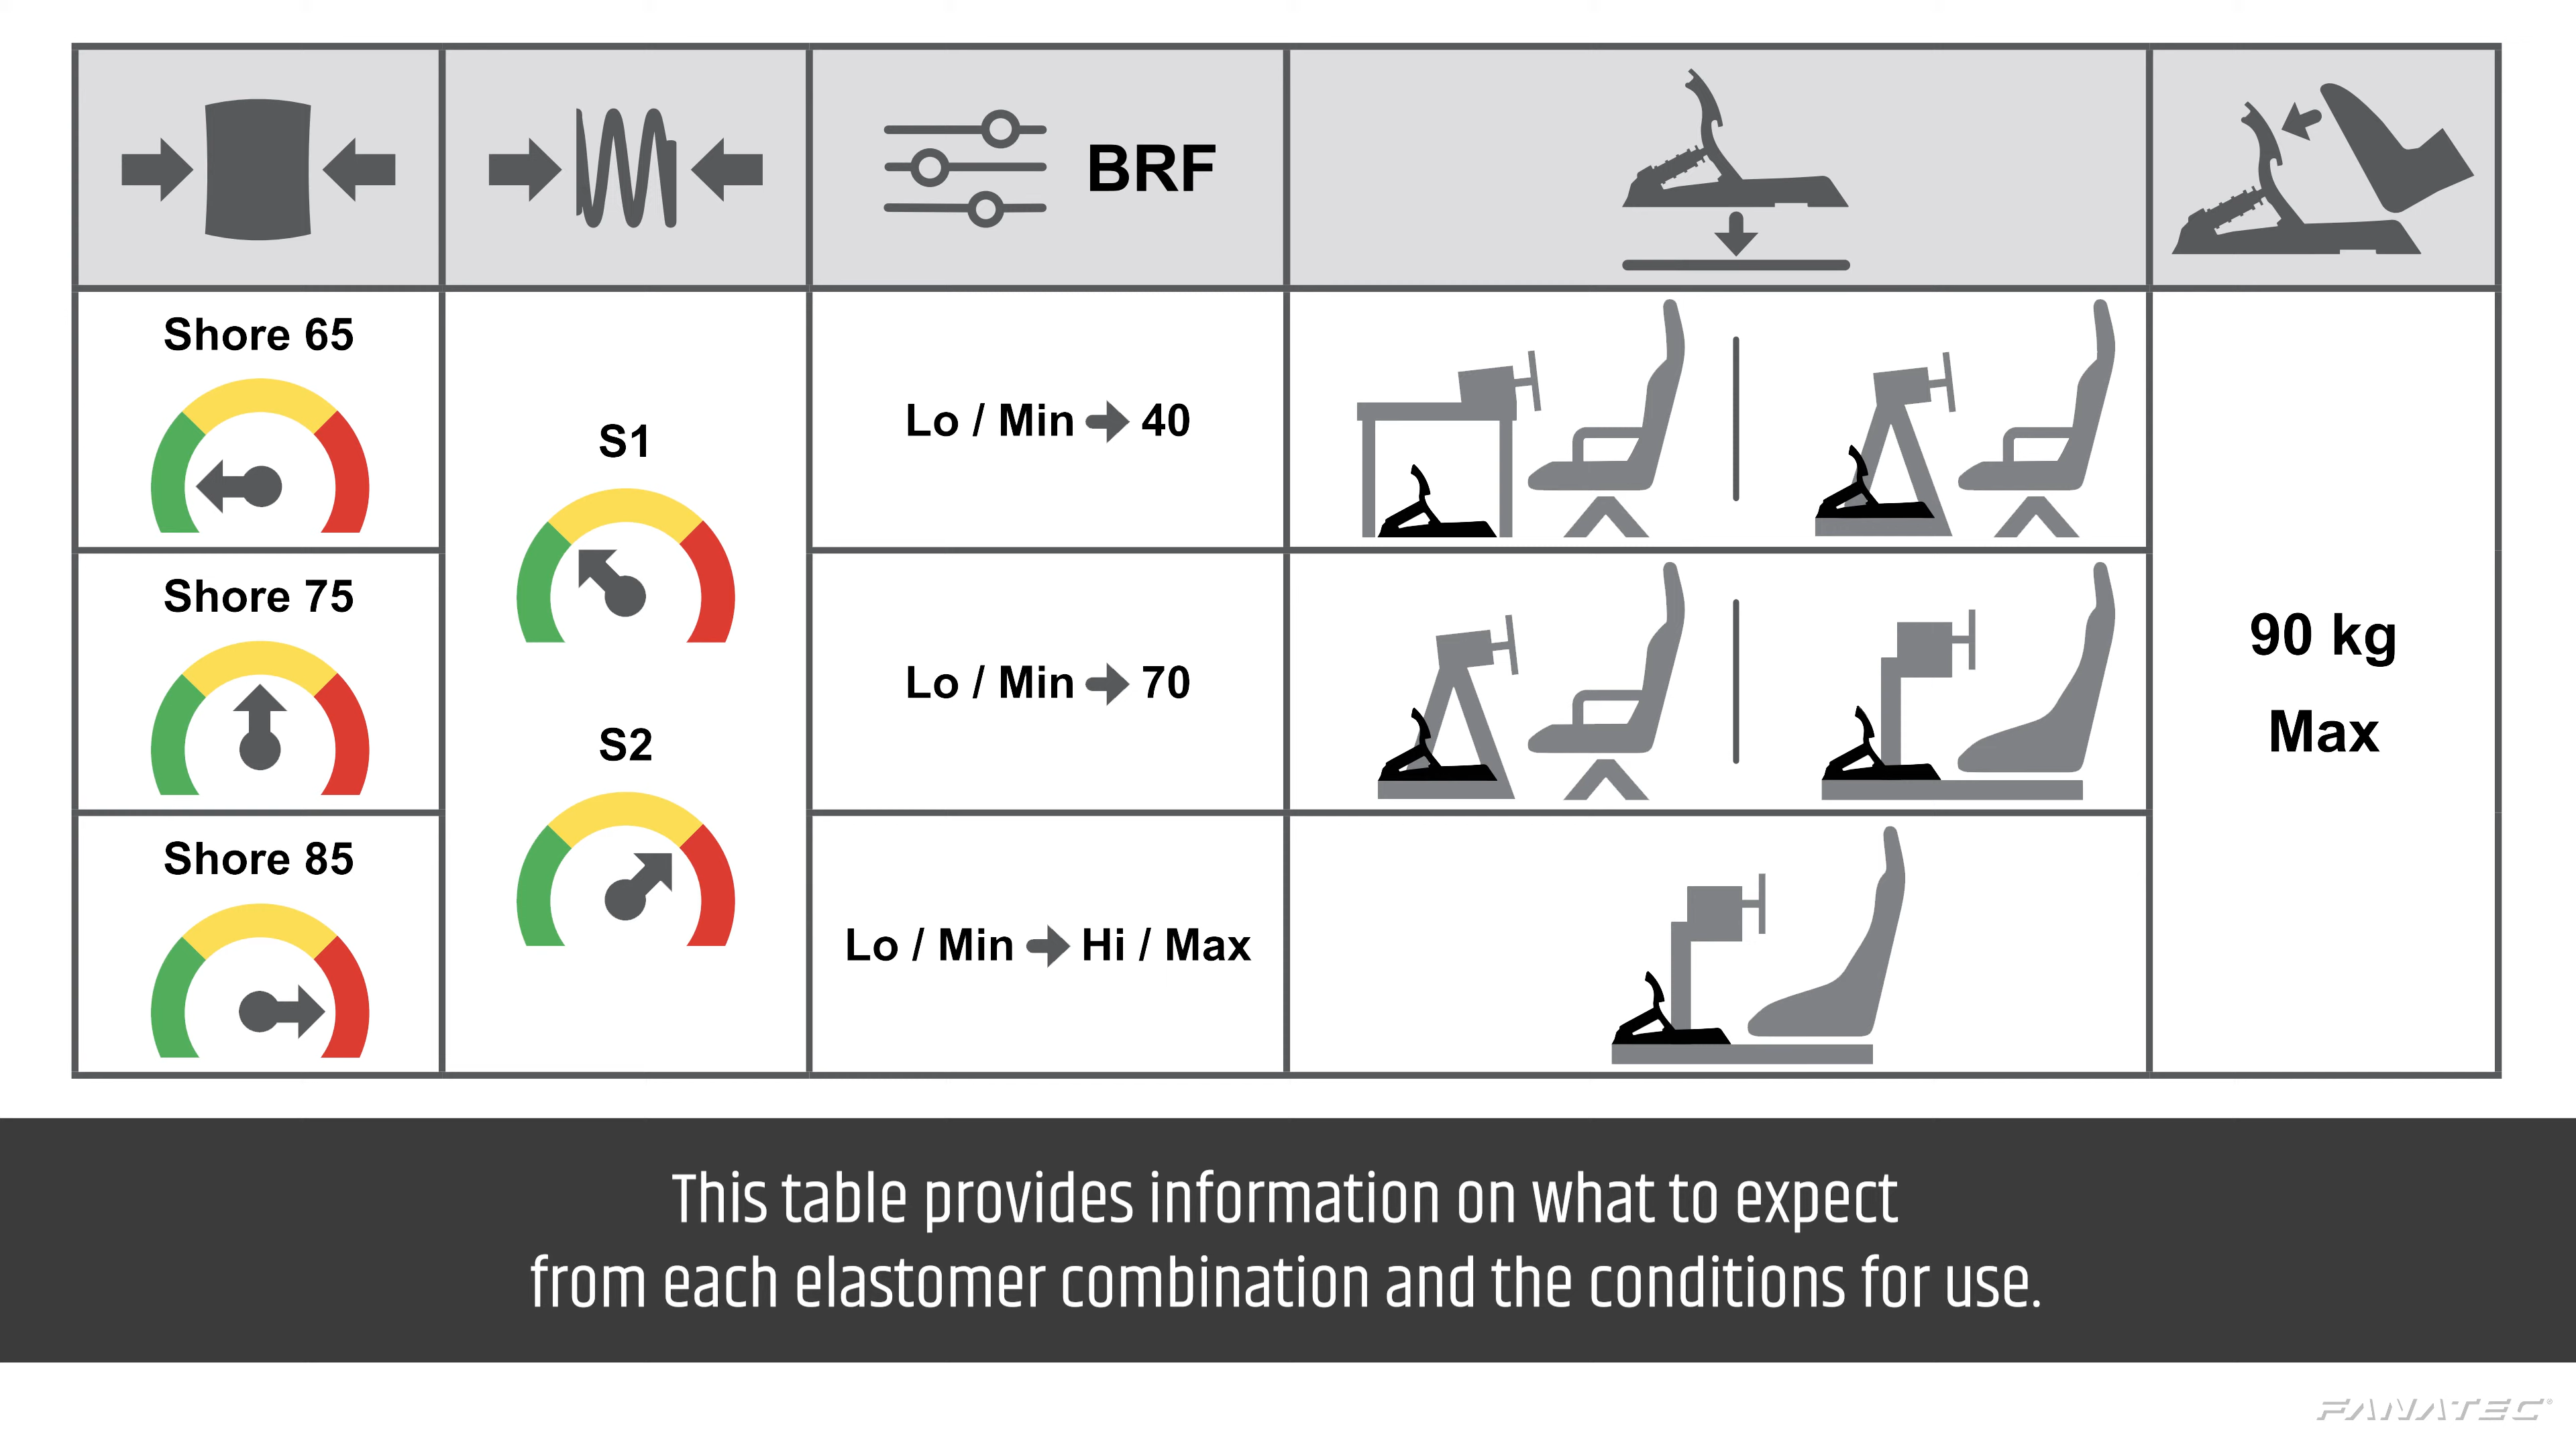 BRF
Shore 65
S1
Lo / Min 40
Shore 75
S2
Lo / Min 70
90 kg
Max
Shore 85
Lo / Min Hi / Max
This table provides information on what to expect
from each elastomer combination and the conditions for use.
FANATEC®